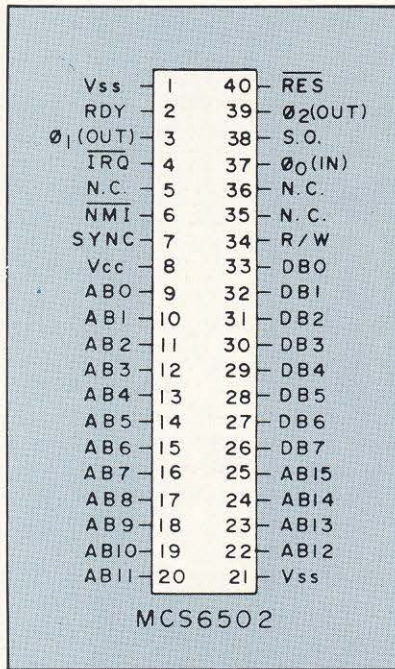 Vss 1 40 R̅E̅S̅
RDY 2 39 Ø2(OUT)
Ø1(OUT) 3 38 S.O.
I̅R̅Q̅ 4 37 Ø0(IN)
N.C. 5 36 N.C.
N̅M̅I̅ 6 35 N.C.
SYNC 7 34 R/W
Vcc 8 33 DB0
AB0 9 32 DB1
AB1 10 31 DB2
AB2 11 30 DB3
AB3 12 29 DB4
AB4 13 28 DB5
AB5 14 27 DB6
AB6 15 26 DB7
AB7 16 25 AB15
AB8 17 24 AB14
AB9 18 23 AB13
AB10 19 22 AB12
AB11 20 21 Vss
MCS6502